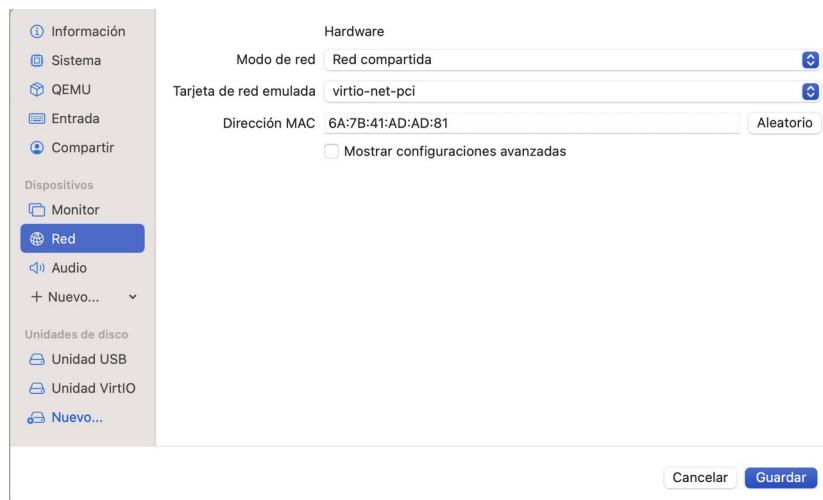 Información
Sistema
QEMU
Entrada
Compartir
Dispositivos
Monitor
Red
Audio
Nuevo...
Unidades de disco
Unidad USB
Unidad VirtIO
Nuevo...
Hardware
Modo de red Red compartida
Tarjeta de red emulada virtio-net-pci
Dirección MAC 6A:7B:41:AD:AD:81 Aleatorio
Mostrar configuraciones avanzadas
Cancelar Guardar